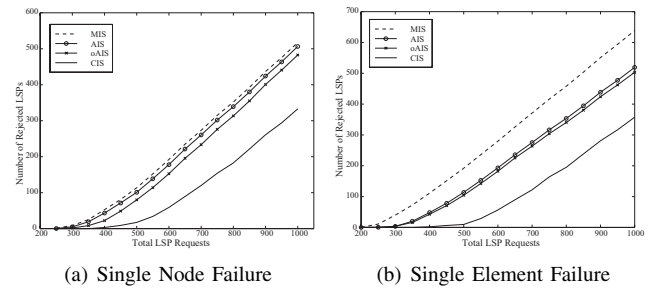 600
500
400
300
200
100
0
200
300
400
500
600
700
800
900
1000
Number of Rejected LSPs
Total LSP Requests
MIS
AIS
oAIS
CIS
(a) Single Node Failure
700
600
500
400
300
200
100
0
200
300
400
500
600
700
800
900
1000
Number of Rejected LSPs
Total LSP Requests
MIS
AIS
oAIS
CIS
(b) Single Element Failure